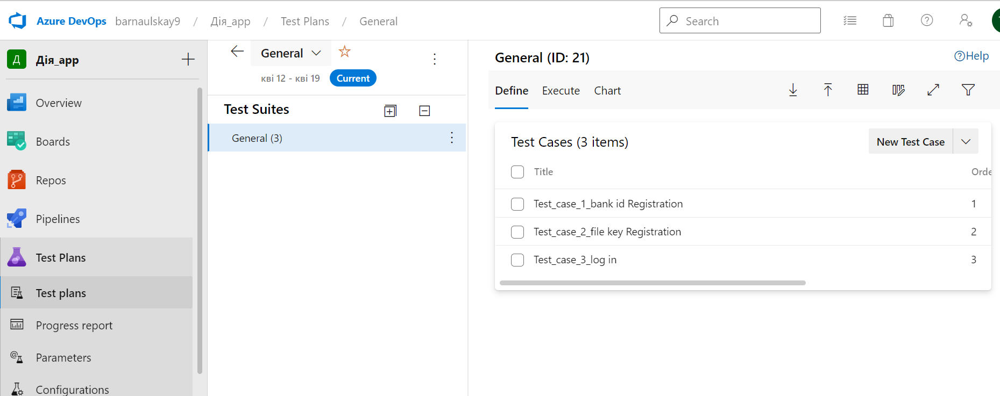 Azure DevOps barnaulskay9 / Дія_app / Test Plans / General
Search
Д Дія_app
Overview
Boards
Repos
Pipelines
Test Plans
Test plans
Progress report
@ Parameters
Configurations
General
кві 12 - кві 19 Current
Test Suites
General (3)
General (ID: 21)
Help
Define Execute Chart
Test Cases (3 items)
New Test Case
Title Orde
Test_case_1_bank id Registration 1
Test_case_2_file key Registration 2
Test_case_3_log in 3